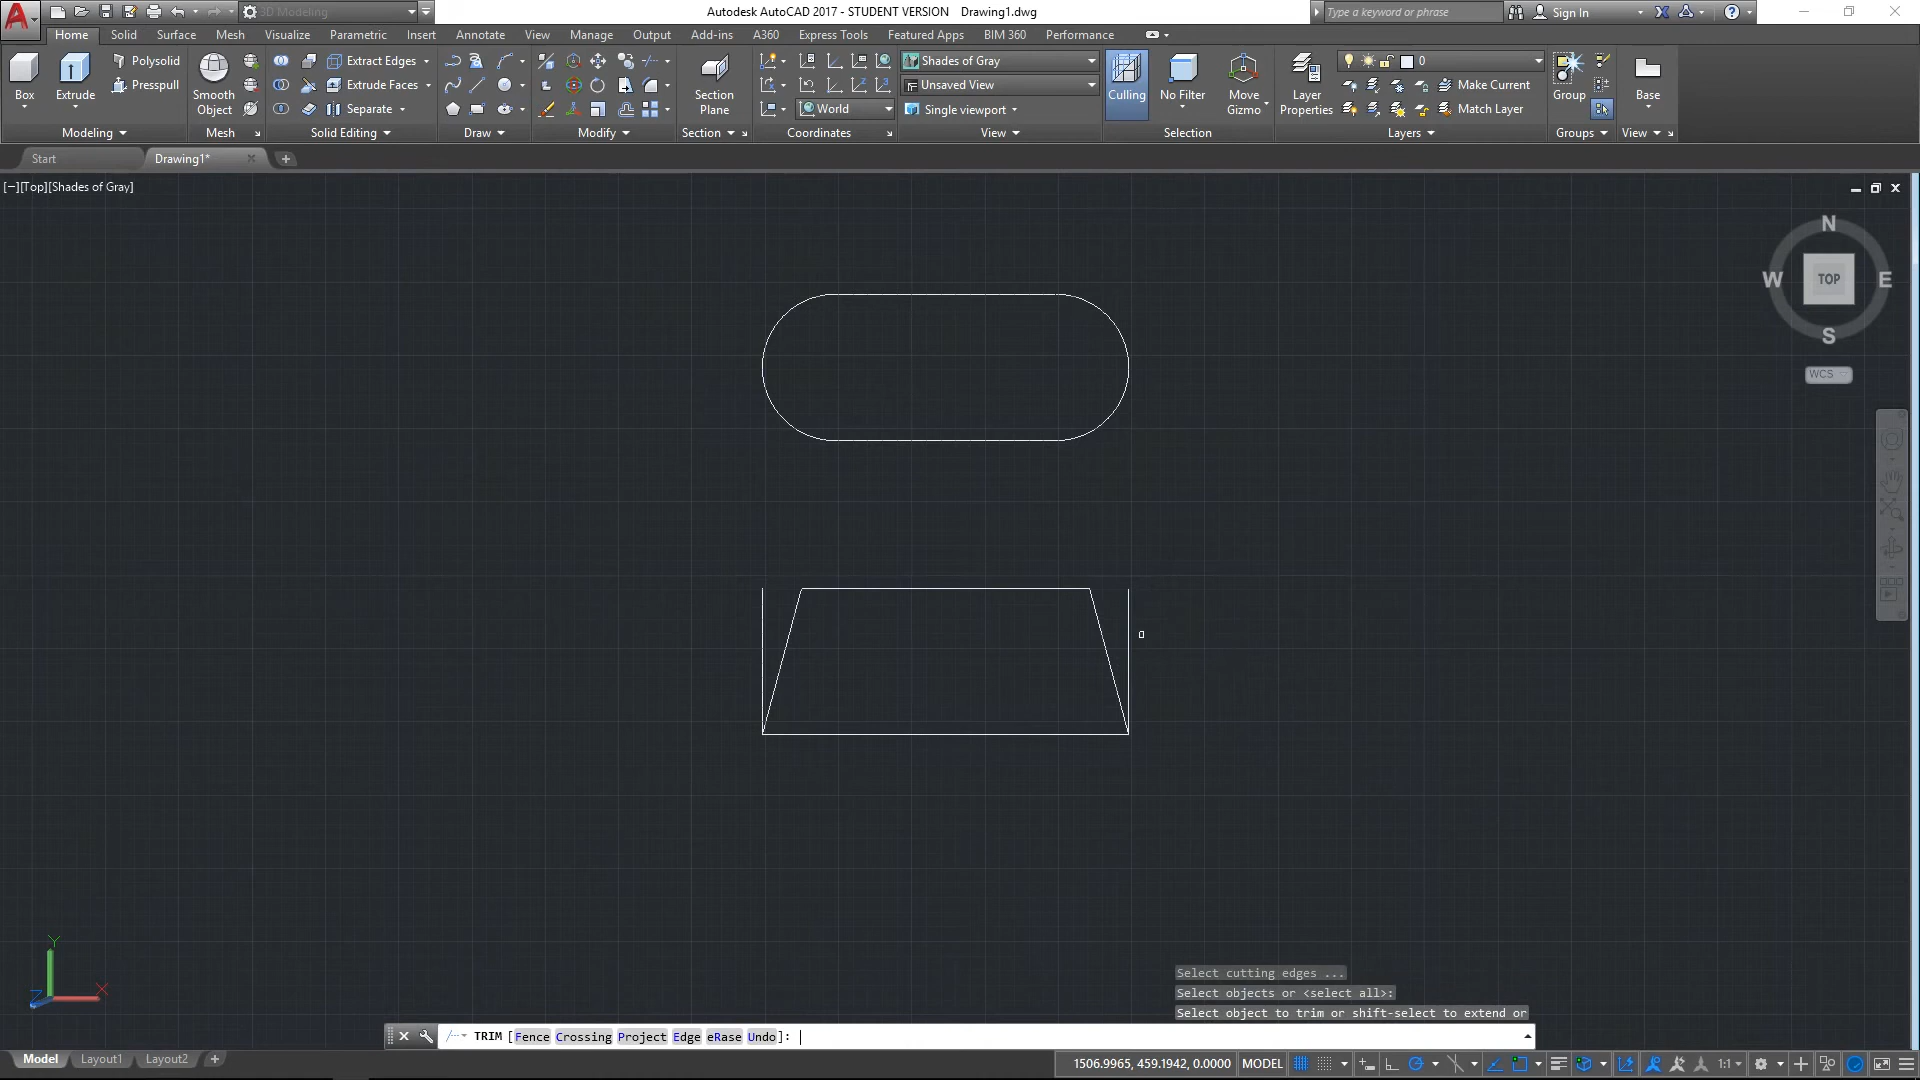 3D Modeling
Autodesk AutoCAD 2017 - STUDENT VERSION Drawing1.dwg
Type a keyword or phrase
Sign In
Home Solid Surface Mesh Visualize Parametric Insert Annotate View Manage Output Add-ins A360 Express Tools Featured Apps BIM 360 Performance
Box
Extrude
Polysolid
Presspull
Smooth
Object
Extract Edges
Extrude Faces
Separate
Section
Plane
World
Shades of Gray
Unsaved View
Single viewport
Culling
No Filter
Move
Gizmo
Layer
Properties
0
Make Current
Match Layer
Group
Base
Modeling Mesh Solid Editing Draw Modify Section Coordinates View Selection Layers Groups View
Start Drawing1*
[−][Top][Shades of Gray]
N
W TOP E
S
WCS
Y
X
Z
Select cutting edges ...
Select objects or <select all>:
Select object to trim or shift-select to extend or
TRIM [Fence Crossing Project Edge eRase Undo]:
Model Layout1 Layout2
1506.9965, 459.1942, 0.0000 MODEL 1:1